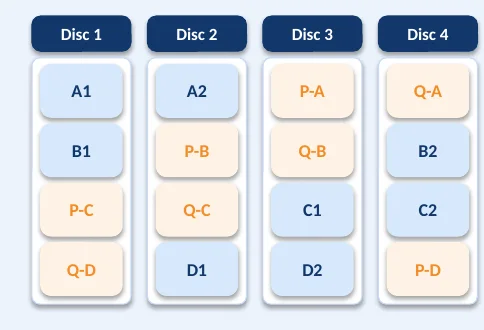 Disc 1 Disc 2 Disc 3 Disc 4
A1 A2 P-A Q-A
B1 P-B Q-B B2
P-C Q-C C1 C2
Q-D D1 D2 P-D